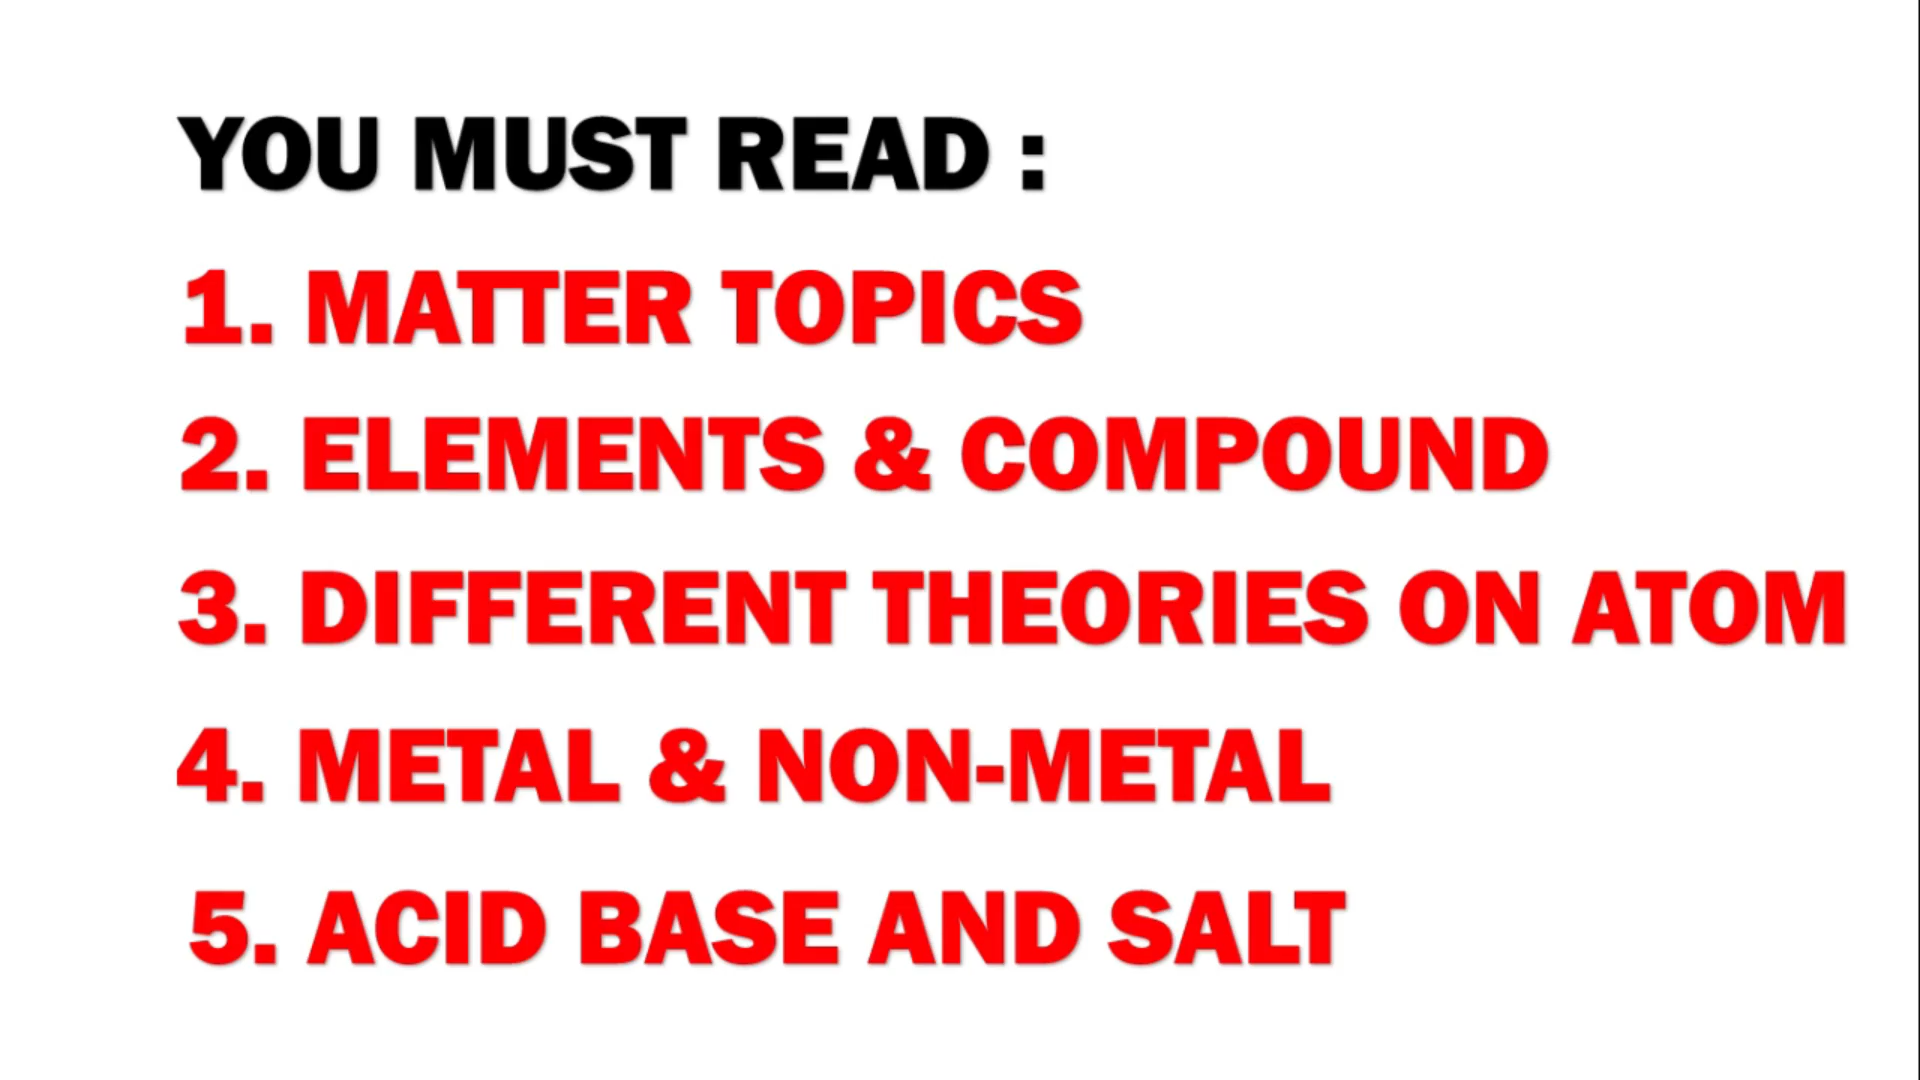 YOU MUST READ :
1. MATTER TOPICS
2. ELEMENTS & COMPOUND
3. DIFFERENT THEORIES ON ATOM
4. METAL & NON-METAL
5. ACID BASE AND SALT